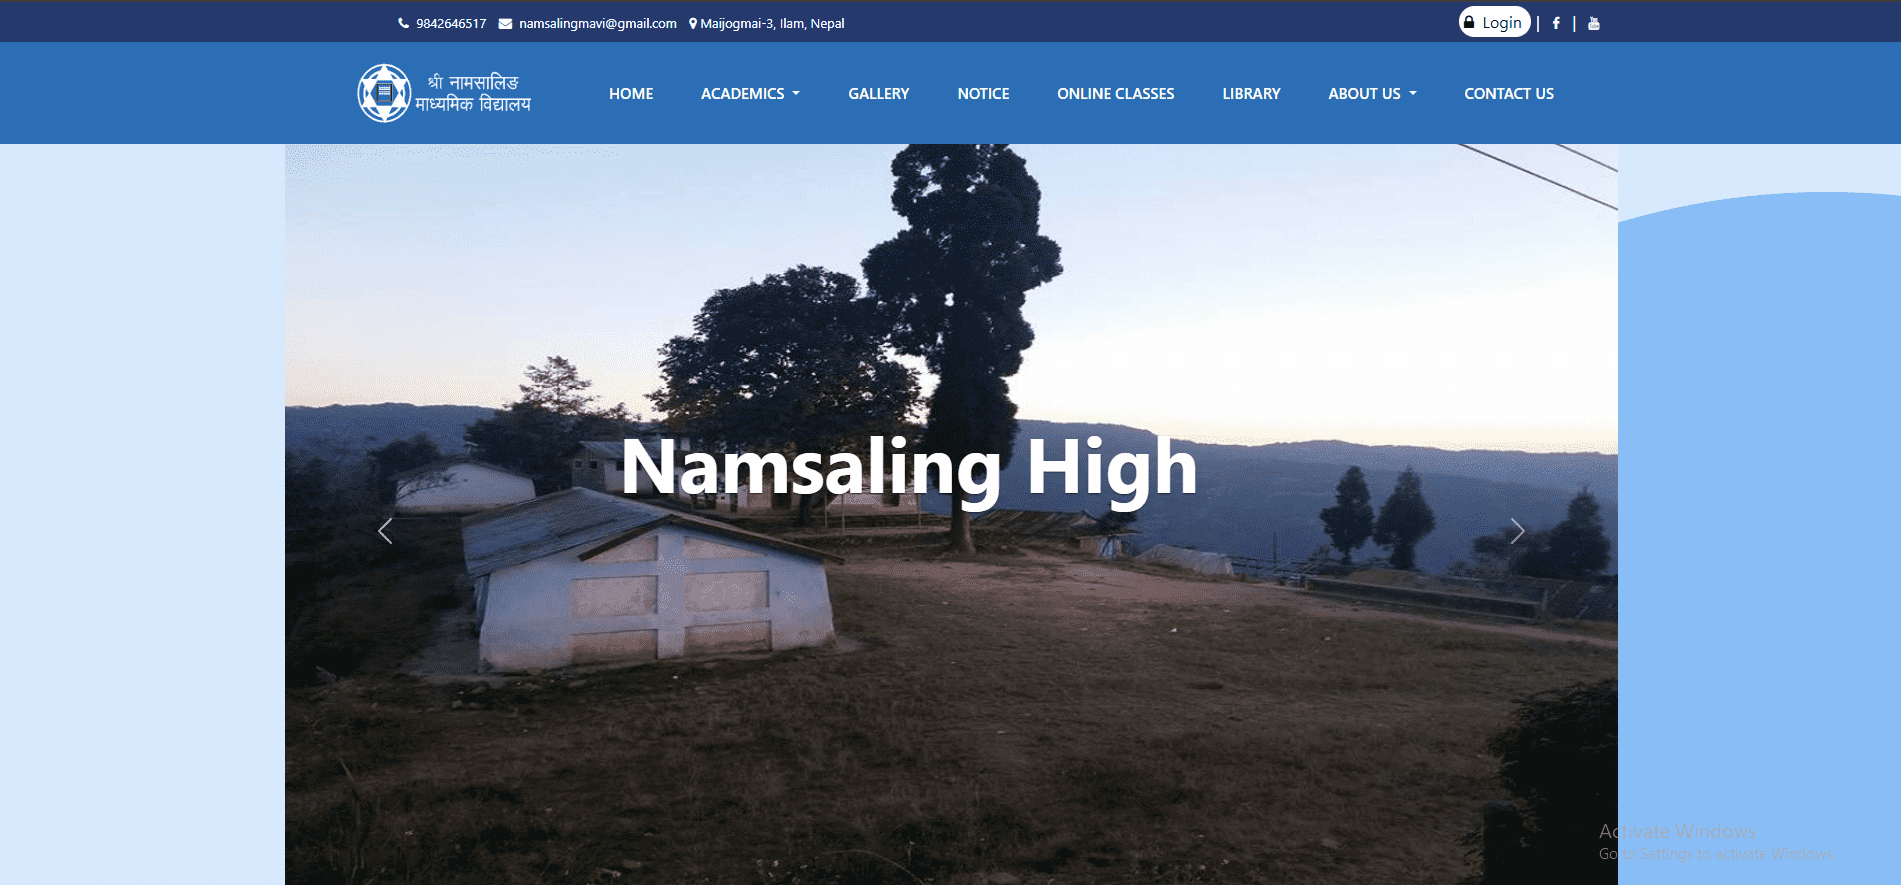 9842646517 namsalingmavi@gmail.com Maijogmai-3, Ilam, Nepal Login | |
श्री नामसालिङ
माध्यमिक विद्यालय
HOME ACADEMICS GALLERY NOTICE ONLINE CLASSES LIBRARY ABOUT US CONTACT US
Namsaling High
Activate Windows
Go to Settings to activate Windows.